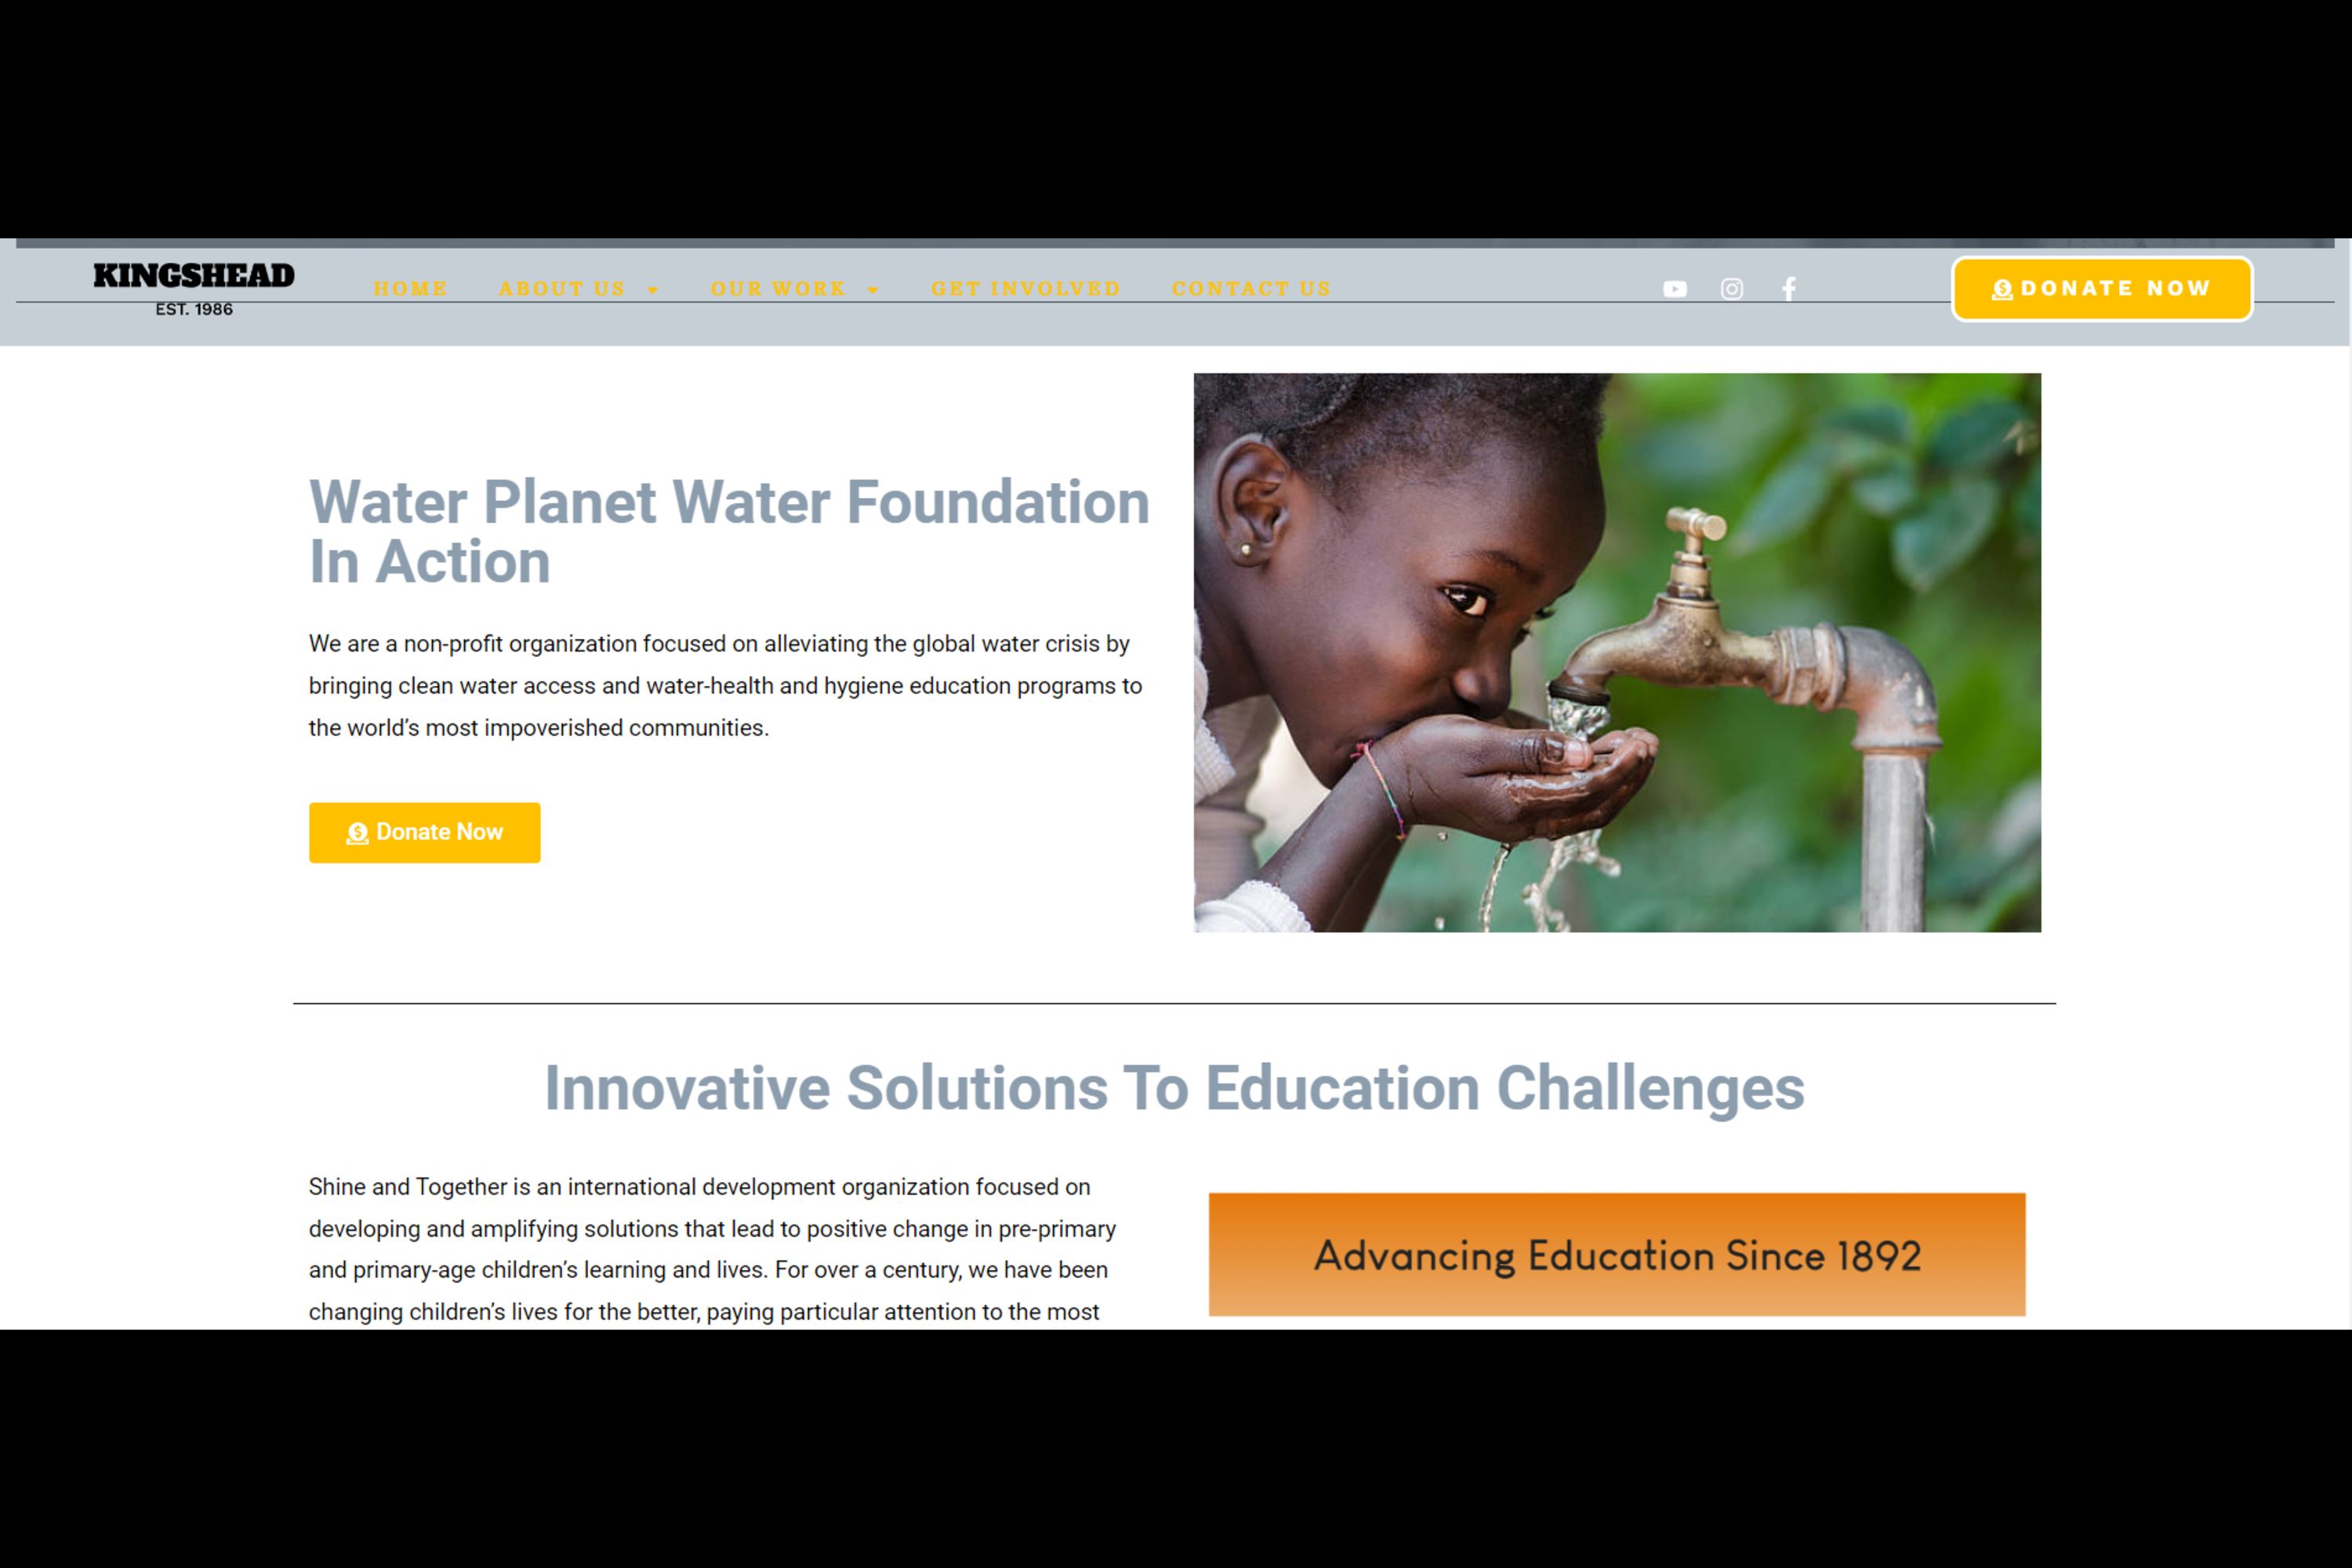 KINGSHEAD
EST. 1986
HOME ABOUT US OUR WORK GET INVOLVED CONTACT US
DONATE NOW
Water Planet Water Foundation
In Action
We are a non-profit organization focused on alleviating the global water crisis by
bringing clean water access and water-health and hygiene education programs to
the world’s most impoverished communities.
Donate Now
Innovative Solutions To Education Challenges
Shine and Together is an international development organization focused on
developing and amplifying solutions that lead to positive change in pre-primary
and primary-age children’s learning and lives. For over a century, we have been
changing children’s lives for the better, paying particular attention to the most
Advancing Education Since 1892